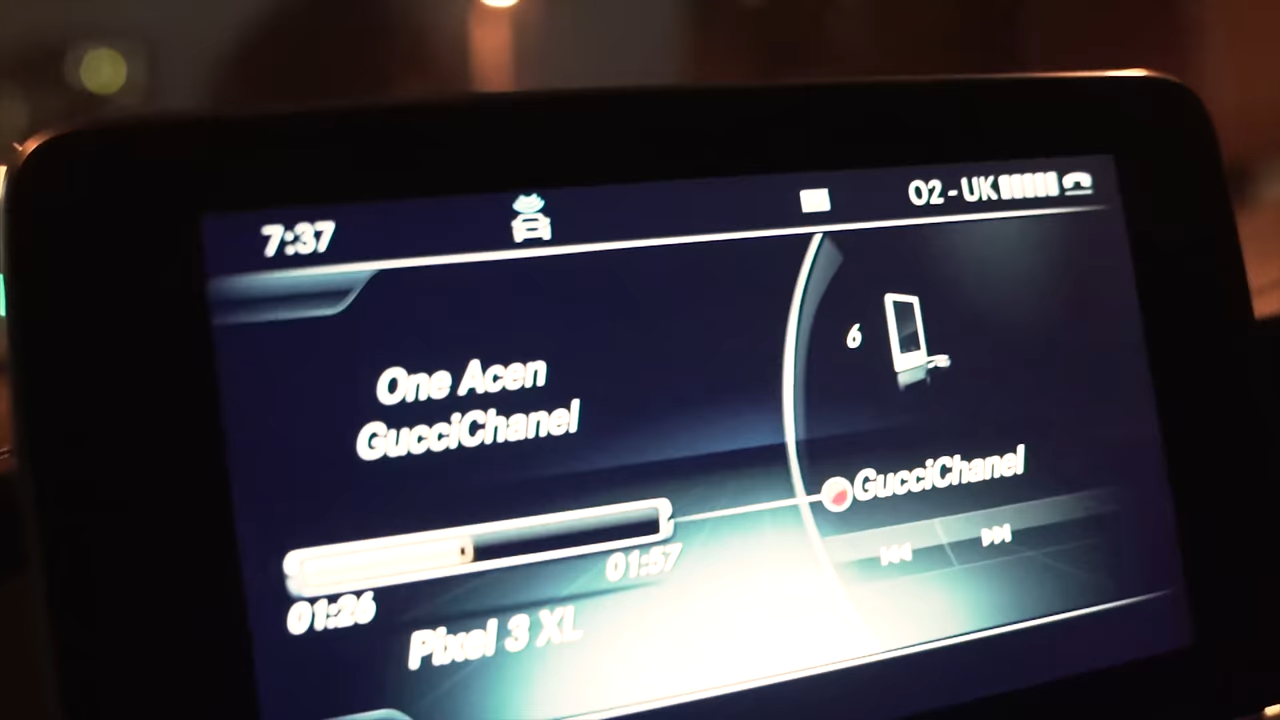 7:37
O2 - UK
6
One Acen
GucciChanel
GucciChanel
01:26
01:57
Pixel 3 XL